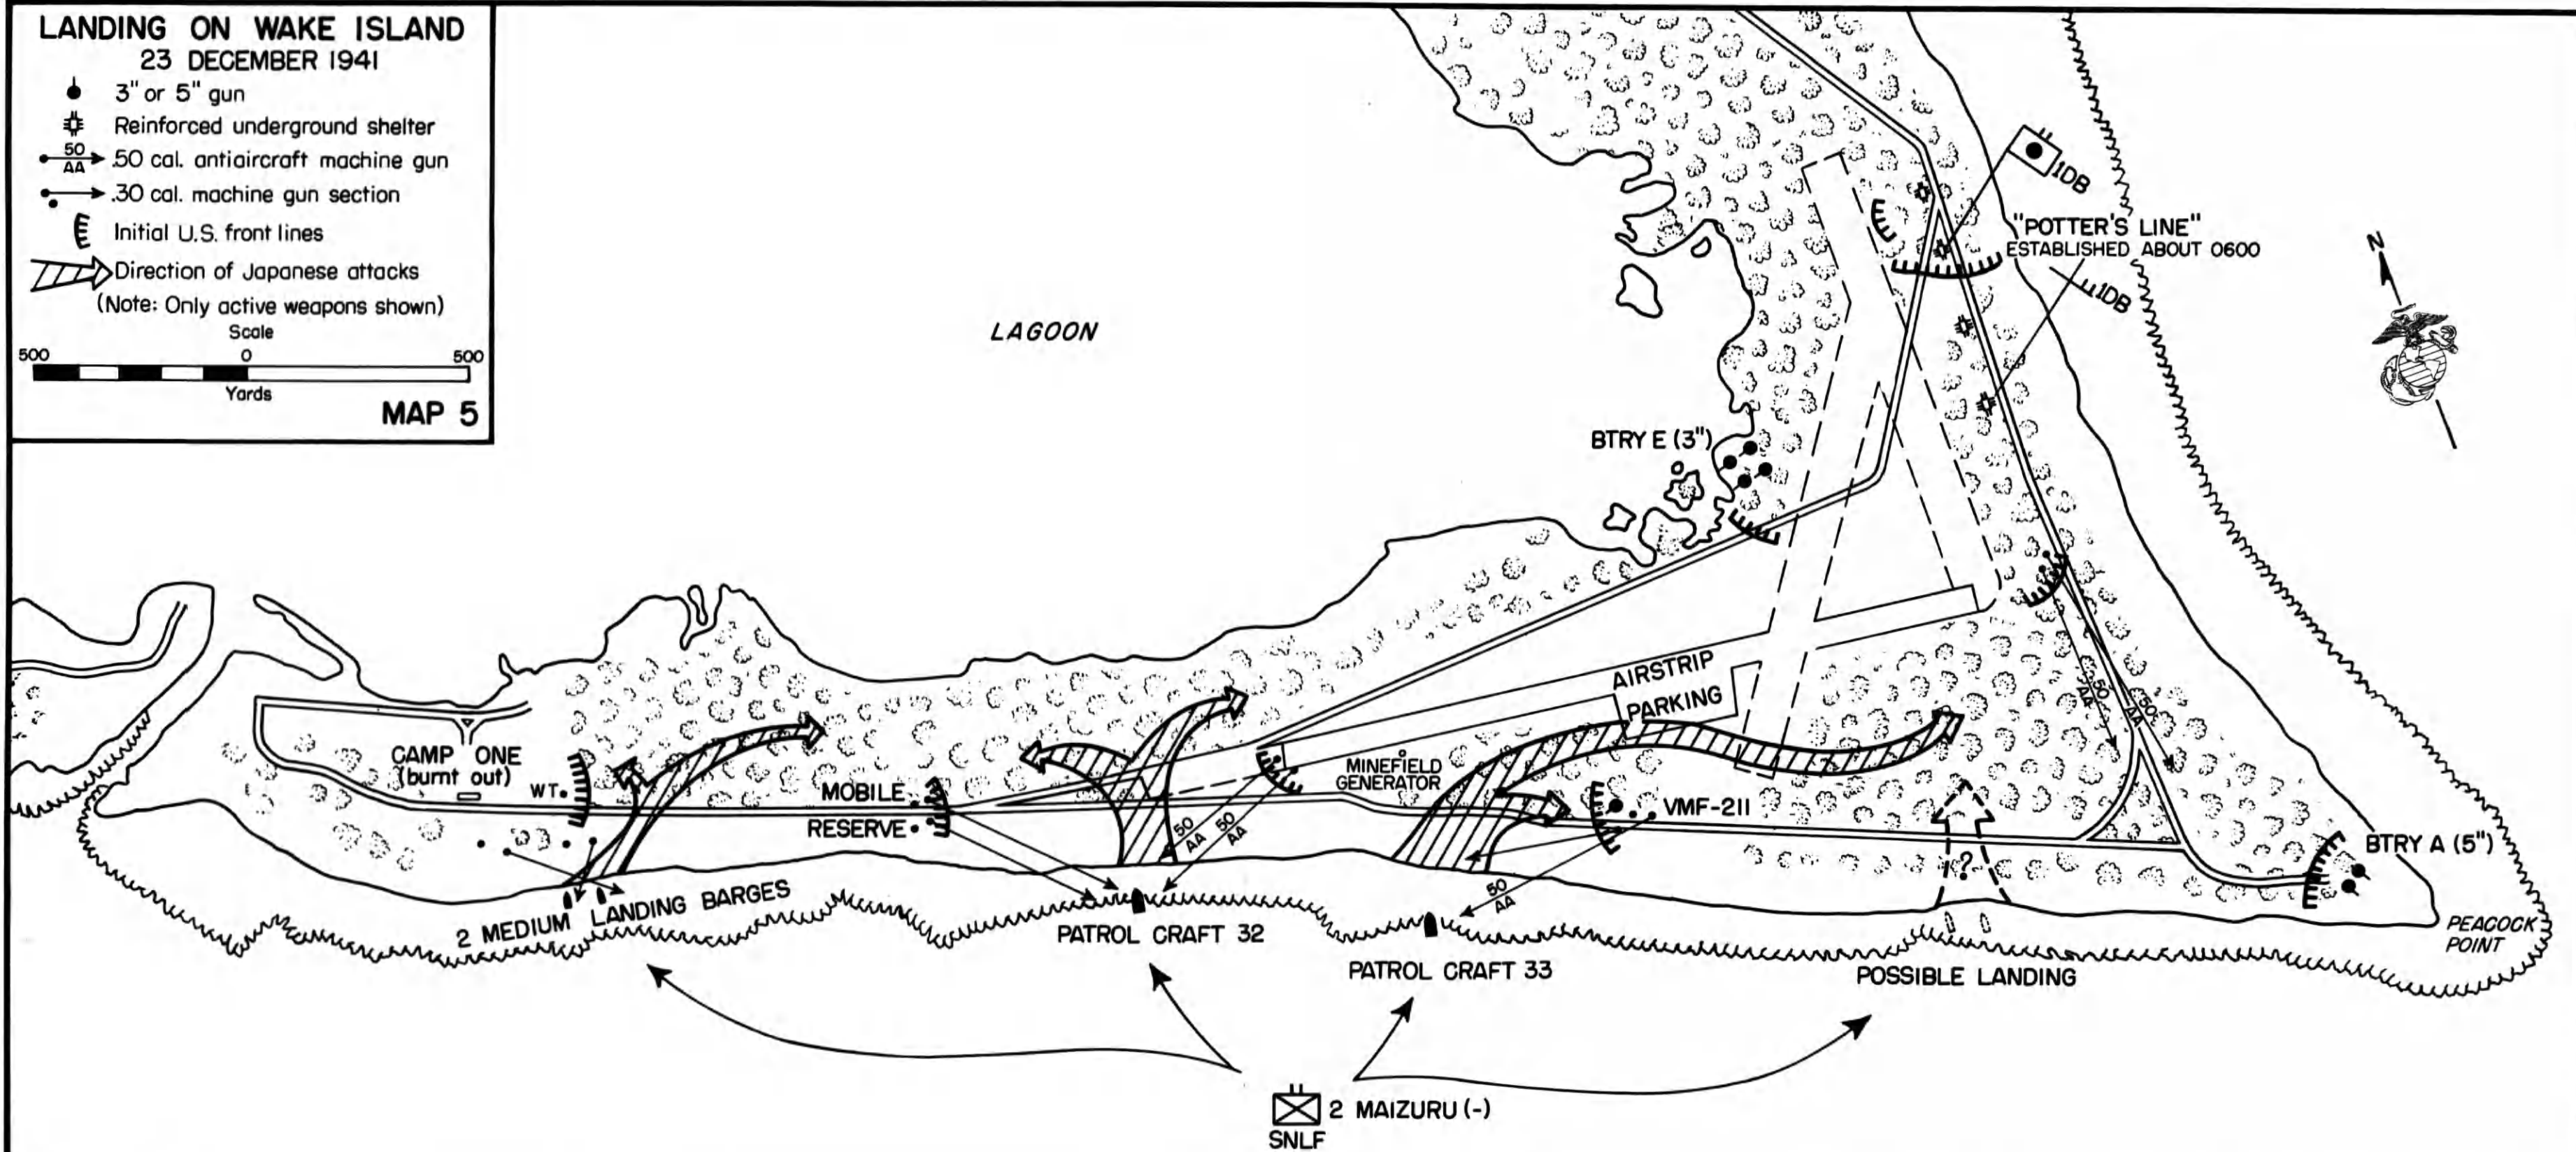 LANDING ON WAKE ISLAND
23 DECEMBER 1941
3" or 5" gun
Reinforced underground shelter
50
AA
.50 cal. antiaircraft machine gun
.30 cal. machine gun section
Initial U.S. front lines
Direction of Japanese attacks
(Note: Only active weapons shown)
Scale
500 0 500
Yards
MAP 5
N
1DB
"POTTER'S LINE"
ESTABLISHED ABOUT 0600
1DB
LAGOON
BTRY E (3")
AIRSTRIP
PARKING
50
AA
50
AA
CAMP ONE
(burnt out)
WT.
MOBILE
RESERVE
MINEFIELD
GENERATOR
VMF-211
50
AA
50
AA
50
AA
?
BTRY A (5")
2 MEDIUM LANDING BARGES
PATROL CRAFT 32
PATROL CRAFT 33
POSSIBLE LANDING
PEACOCK
POINT
2 MAIZURU (-)
SNLF